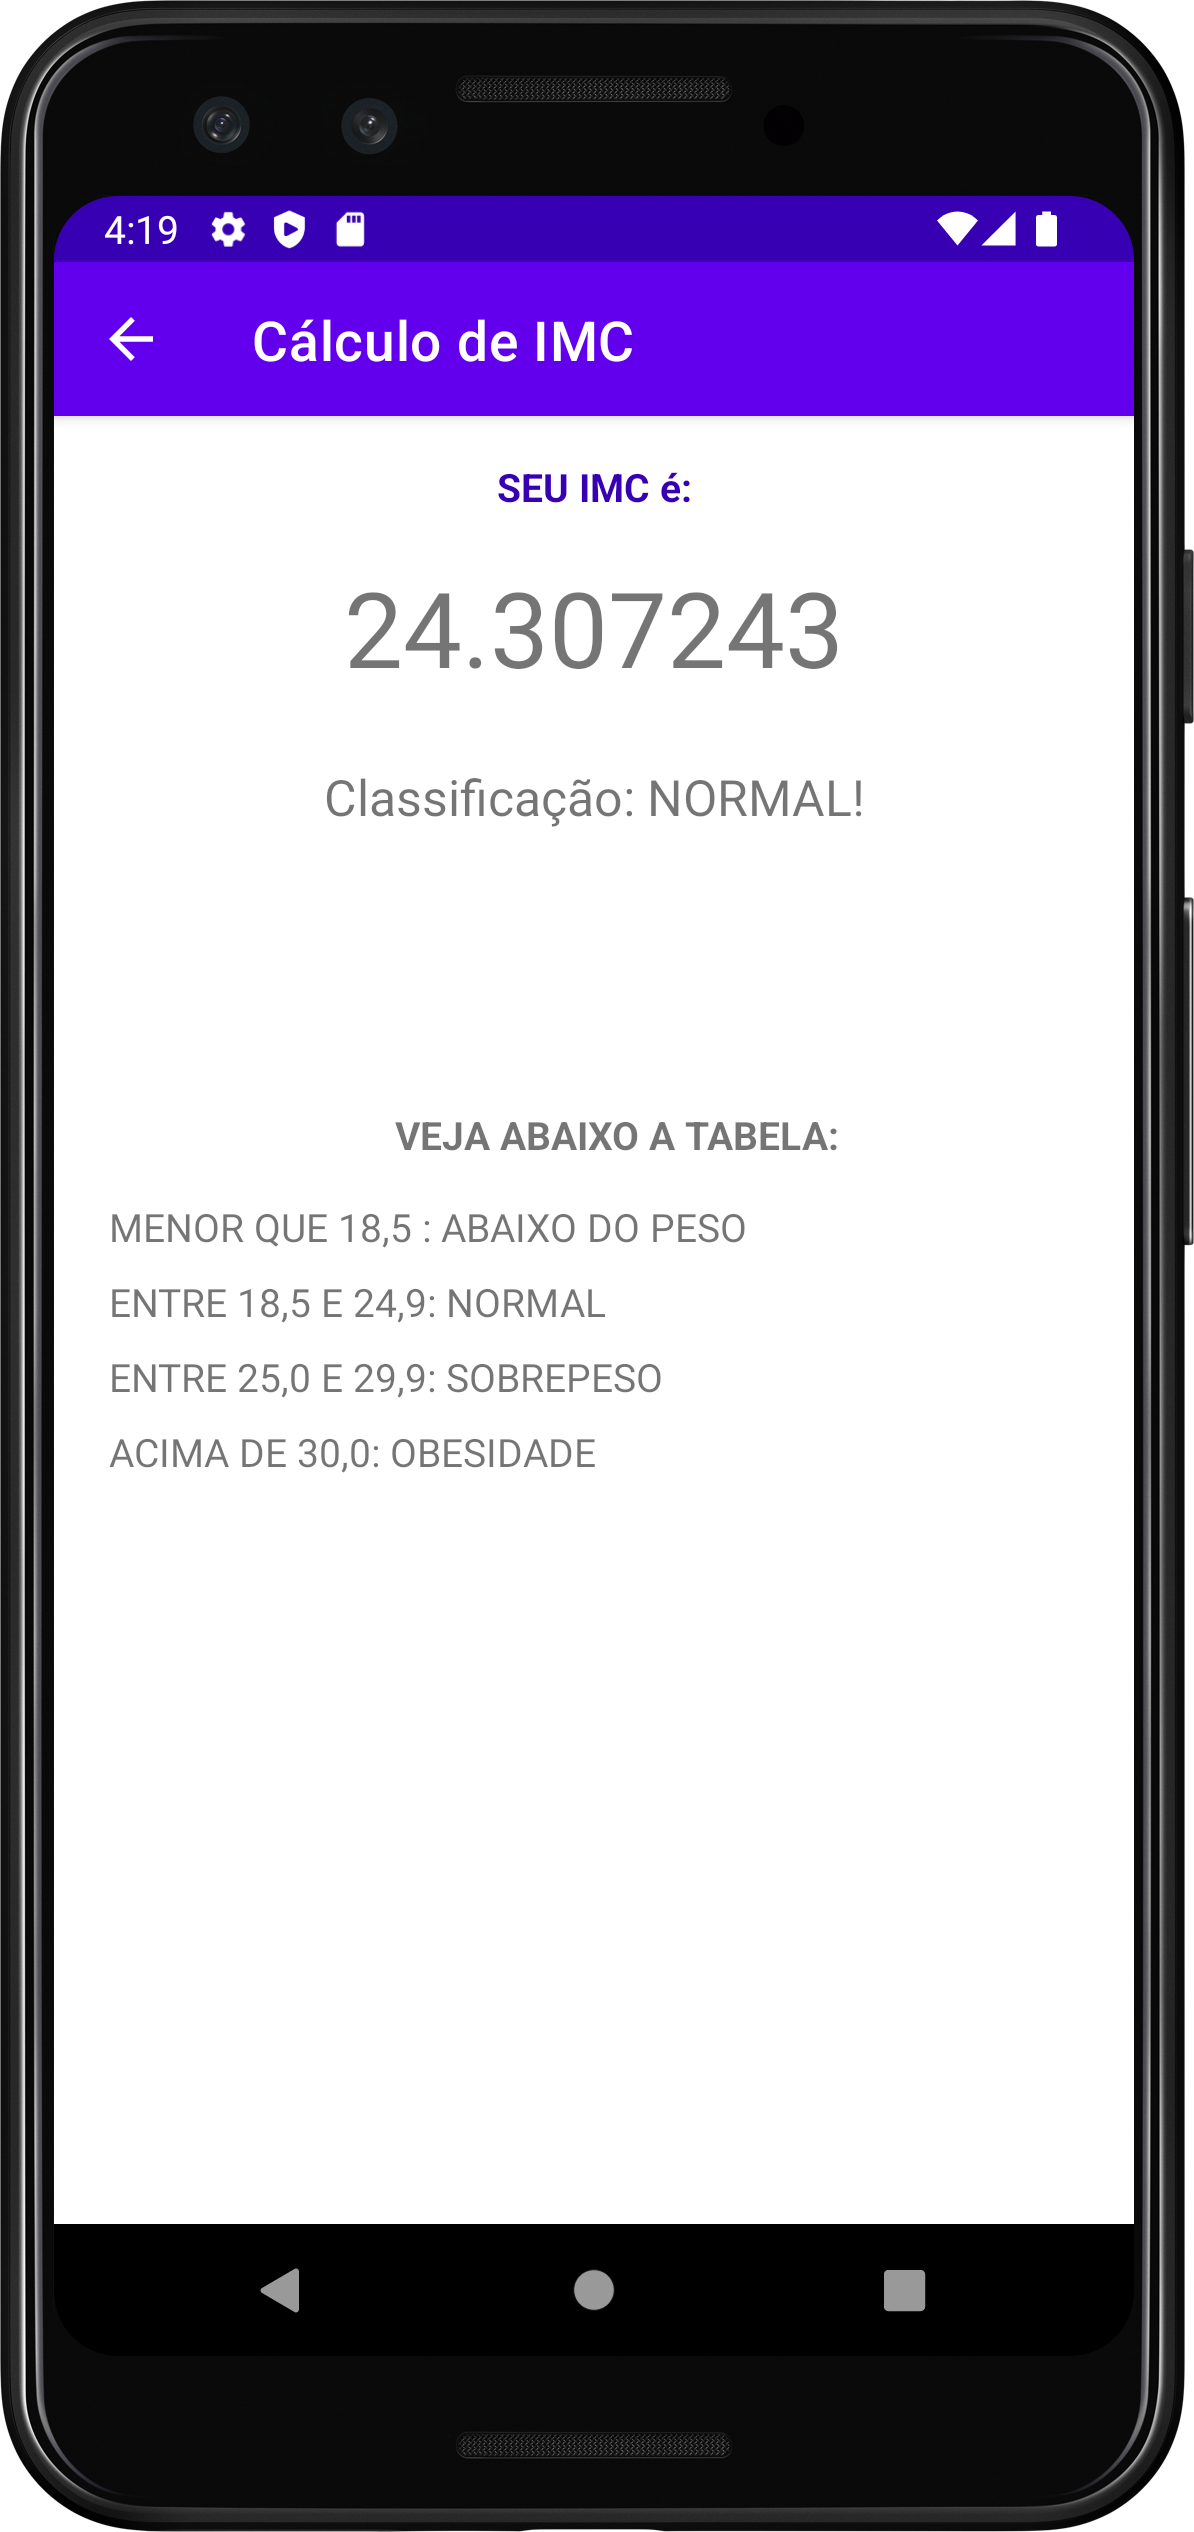 4:19
Cálculo de IMC
SEU IMC é:
24.307243
Classificação: NORMAL!
VEJA ABAIXO A TABELA:
MENOR QUE 18,5 : ABAIXO DO PESO
ENTRE 18,5 E 24,9: NORMAL
ENTRE 25,0 E 29,9: SOBREPESO
ACIMA DE 30,0: OBESIDADE